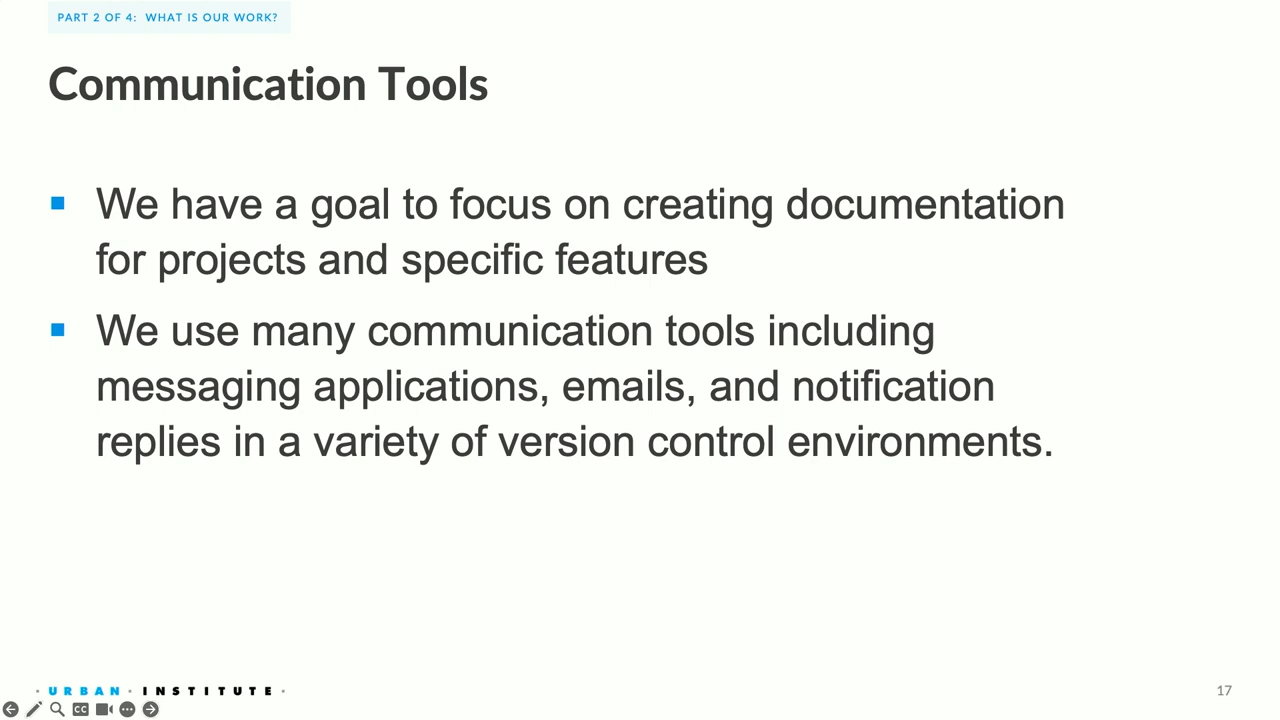 PART 2 OF 4: WHAT IS OUR WORK?
Communication Tools
▪ We have a goal to focus on creating documentation
for projects and specific features
▪ We use many communication tools including
messaging applications, emails, and notification
replies in a variety of version control environments.
· URBAN · INSTITUTE ·
17
CC